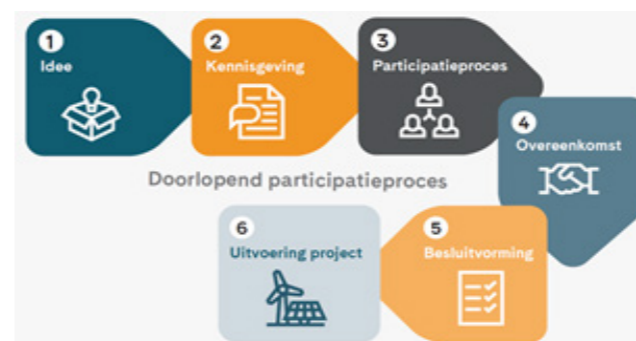 1
Idee
2
Kennisgeving
3
Participatieproces
4
Overeenkomst
Doorlopend participatieproces
5
Besluitvorming
6
Uitvoering project